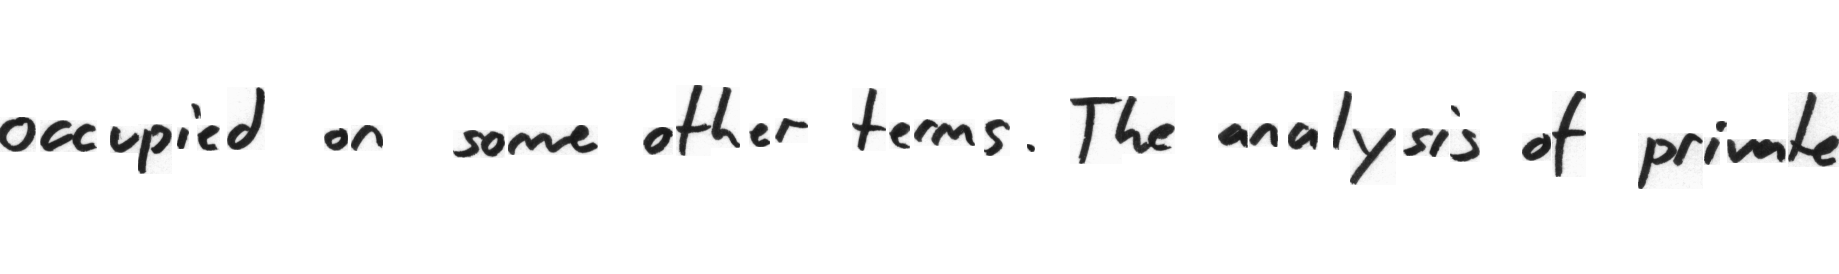 occupied on some other terms. The analysis of private